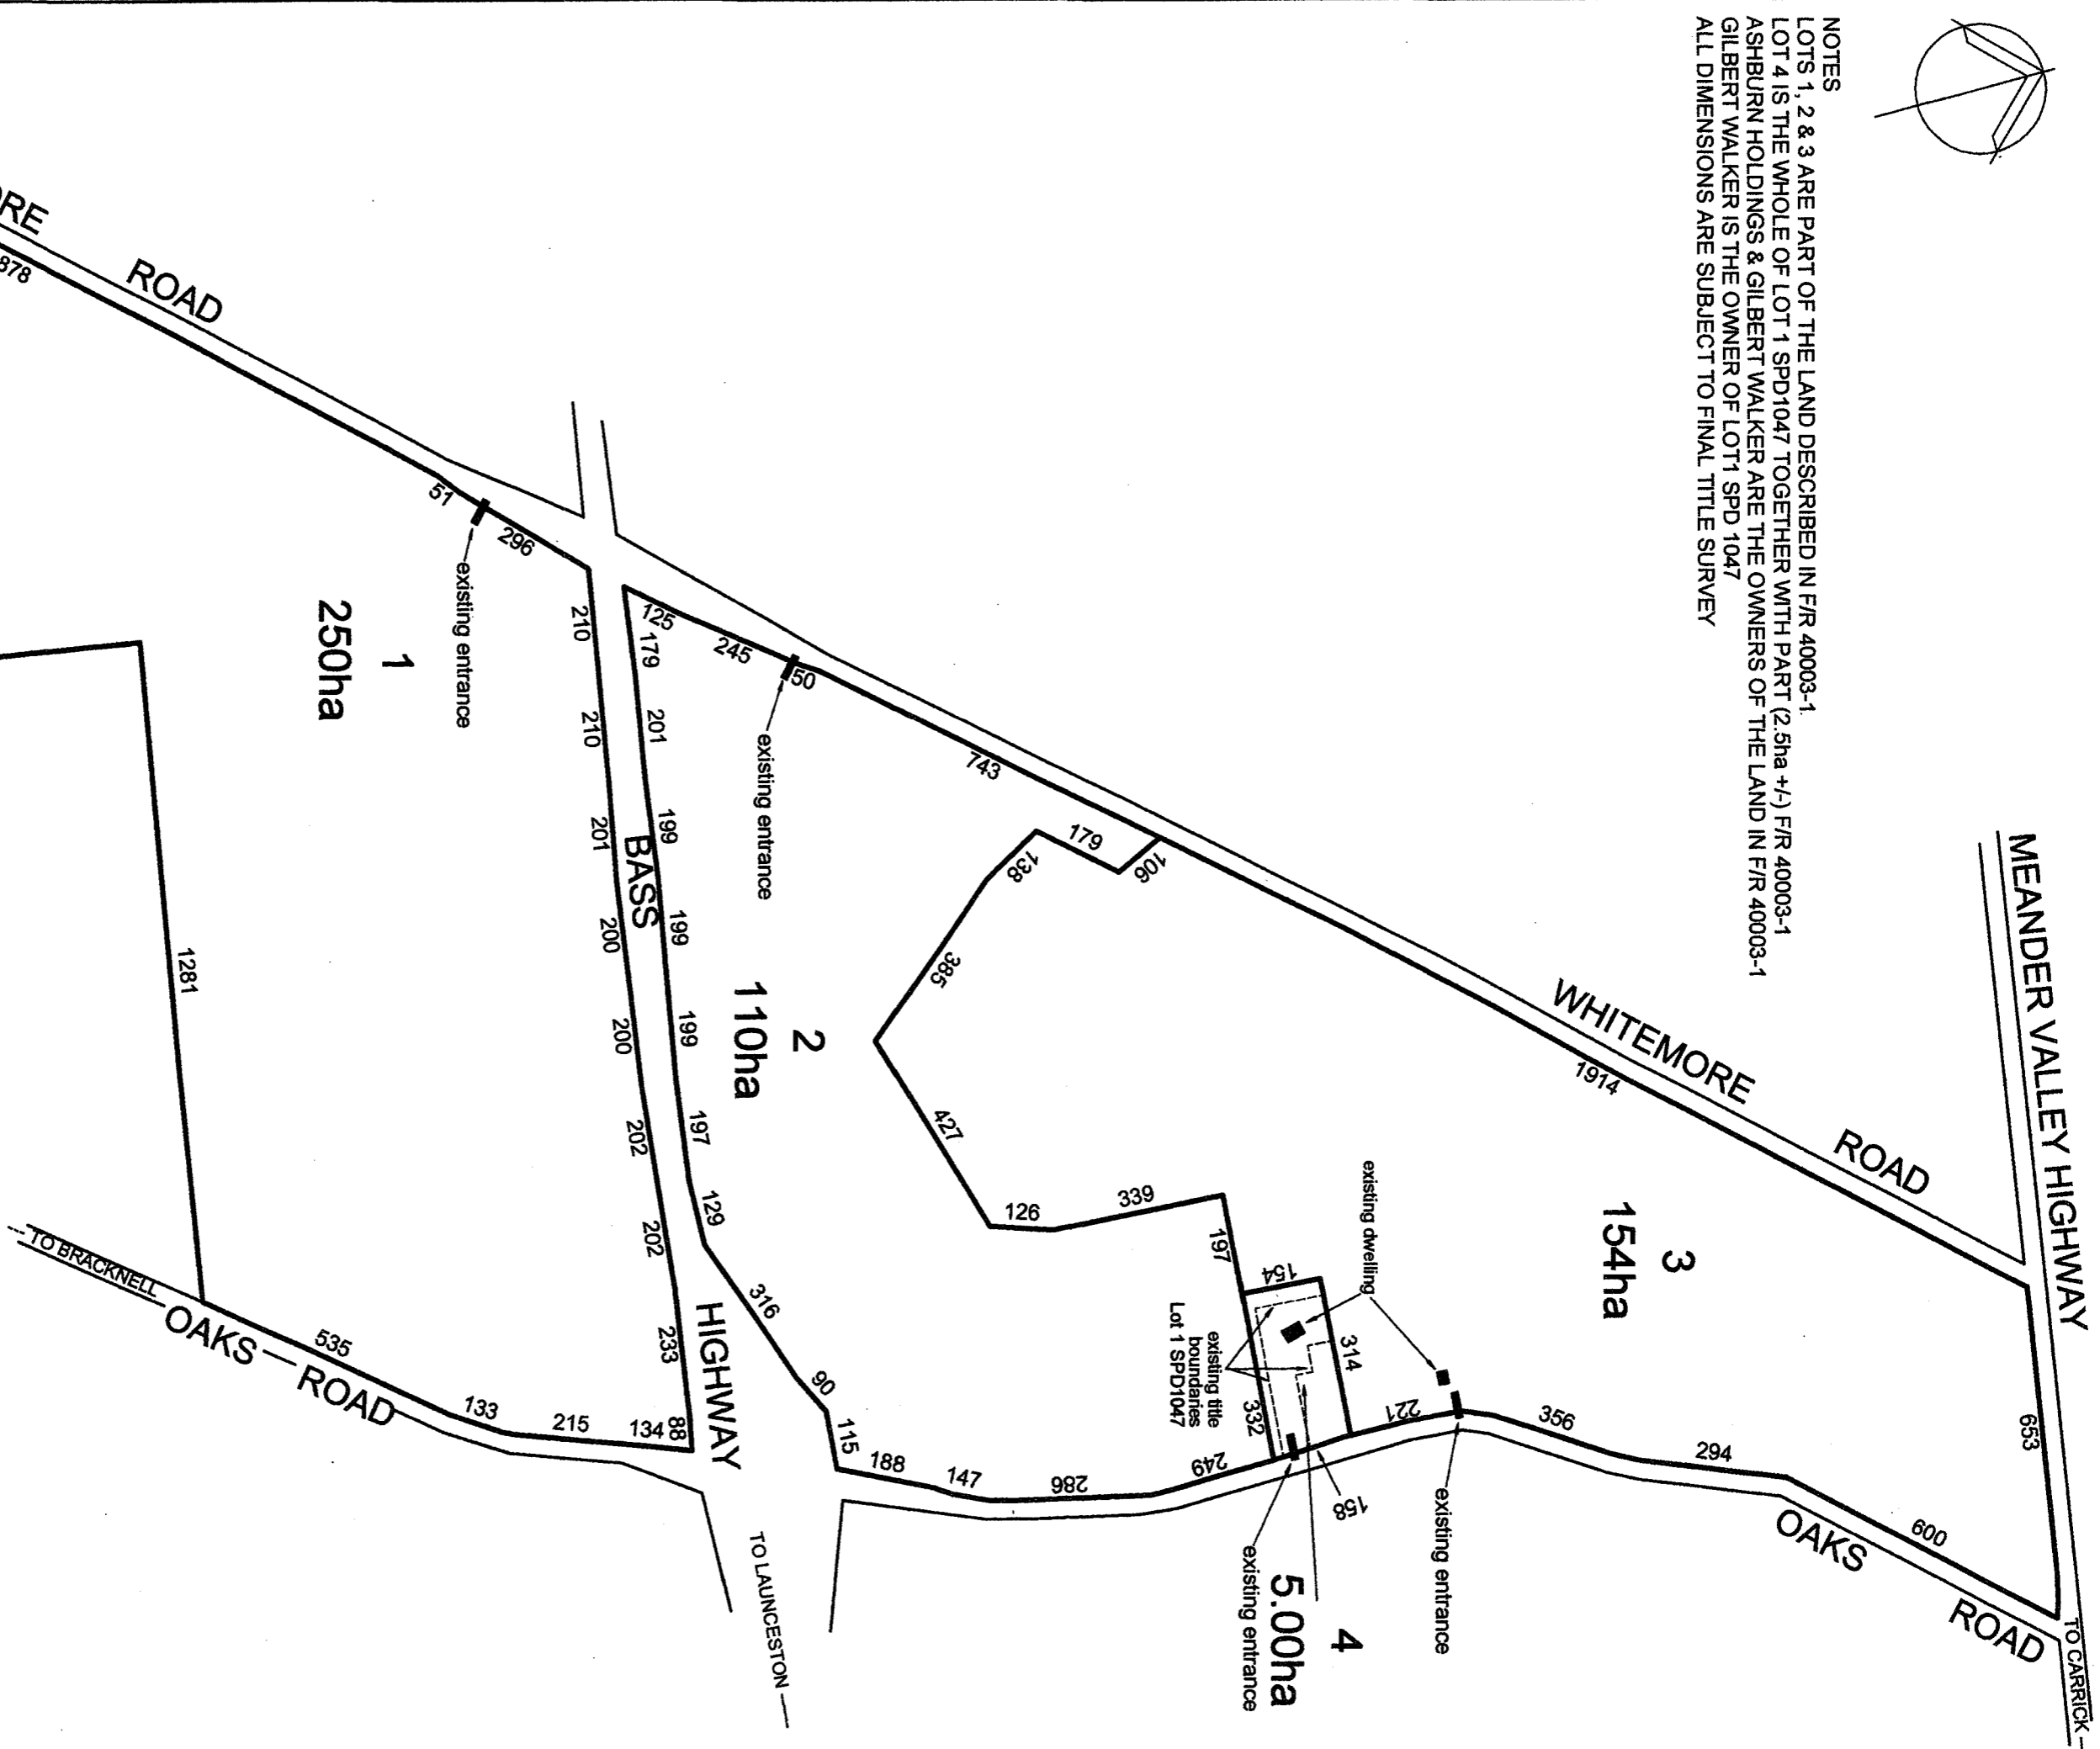 NOTES
LOTS 1, 2 & 3 ARE PART OF THE LAND DESCRIBED IN F/R 40003-1.
LOT 4 IS THE WHOLE OF LOT 1 SPD1047 TOGETHER WITH PART (2.5ha +/-) F/R 40003-1
ASHBURN HOLDINGS & GILBERT WALKER ARE THE OWNERS OF THE LAND IN F/R 40003-1
GILBERT WALKER IS THE OWNER OF LOT1 SPD 1047
ALL DIMENSIONS ARE SUBJECT TO FINAL TITLE SURVEY
MEANDER VALLEY HIGHWAY
TO CARRICK
653
WHITEMORE
ROAD
1914
3
154ha
600
OAKS
ROAD
294
356
221
existing dwelling
existing entrance
314
154
197
332
158
4
5.00ha
existing entrance
existing title
boundaries
Lot 1 SPD1047
249
286
147
188
115
90
316
129
197
199
199
199
201
179
125
245
50
743
existing entrance
106
179
138
385
427
126
339
2
110ha
BASS
HIGHWAY
TO LAUNCESTON
210
210
201
200
200
202
202
233
88
134
215
133
535
OAKS
ROAD
TO BRACKNELL
1281
1
250ha
existing entrance
296
51
ROAD
RE
878